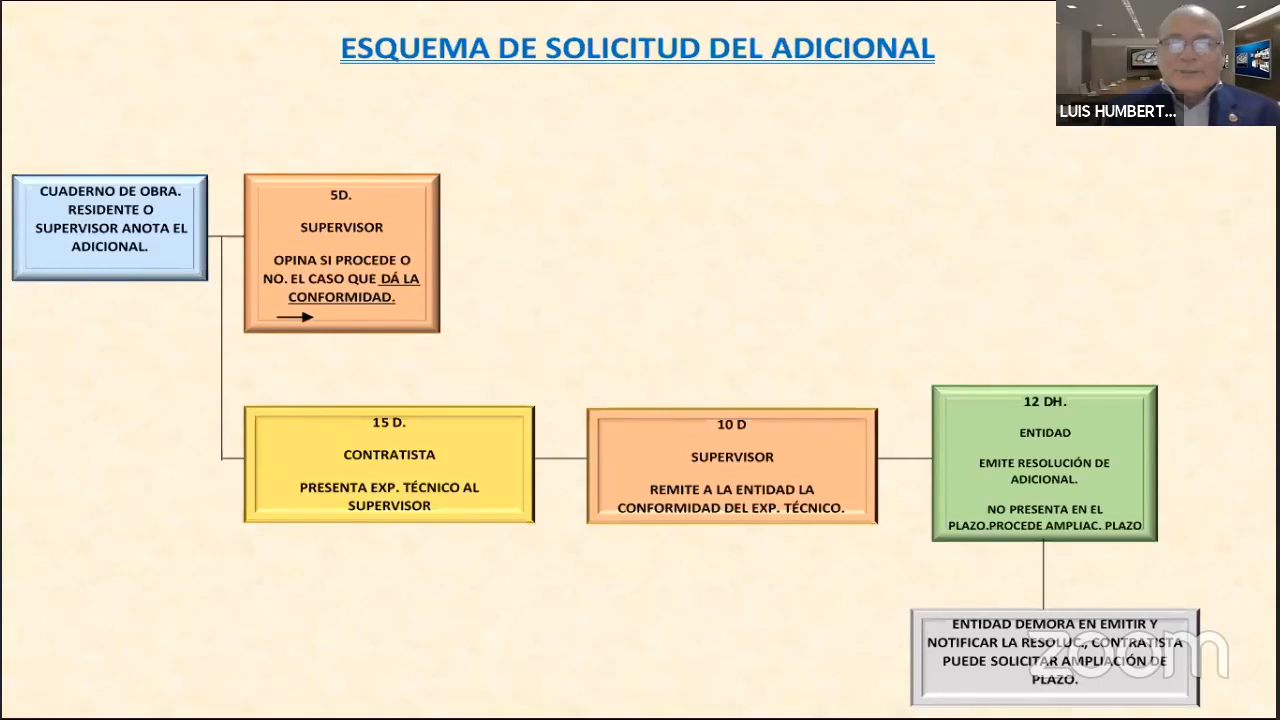 ESQUEMA DE SOLICITUD DEL ADICIONAL
LUIS HUMBERT...
CUADERNO DE OBRA.
RESIDENTE O
SUPERVISOR ANOTA EL
ADICIONAL.
5D.
SUPERVISOR
OPINA SI PROCEDE O
NO. EL CASO QUE DÁ LA
CONFORMIDAD.
15 D.
CONTRATISTA
PRESENTA EXP. TÉCNICO AL
SUPERVISOR
10 D
SUPERVISOR
REMITE A LA ENTIDAD LA
CONFORMIDAD DEL EXP. TÉCNICO.
12 DH.
ENTIDAD
EMITE RESOLUCIÓN DE
ADICIONAL.
NO PRESENTA EN EL
PLAZO.PROCEDE AMPLIAC. PLAZO
ENTIDAD DEMORA EN EMITIR Y
NOTIFICAR LA RESOLUC., CONTRATISTA
PUEDE SOLICITAR AMPLIACIÓN DE
PLAZO.
zoom